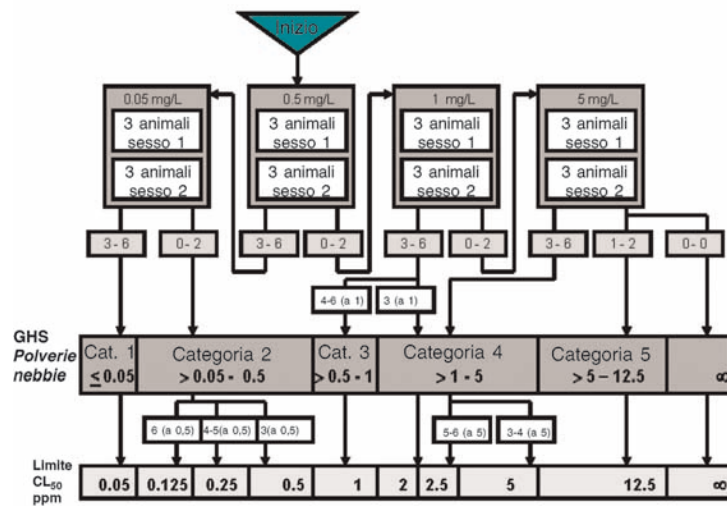 Inizio
0.05 mg/L
3 animali
sesso 1
3 animali
sesso 2
0.5 mg/L
3 animali
sesso 1
3 animali
sesso 2
1 mg/L
3 animali
sesso 1
3 animali
sesso 2
5 mg/L
3 animali
sesso 1
3 animali
sesso 2
3 - 6
0 - 2
3 - 6
0 - 2
3 - 6
0 - 2
3 - 6
1 - 2
0 - 0
4-6 (a 1)
3 (a 1)
GHS
Polverie
nebbie
Cat. 1
≤ 0.05
Categoria 2
> 0.05 - 0.5
Cat. 3
> 0.5 - 1
Categoria 4
> 1 - 5
Categoria 5
> 5 – 12.5
∞
6 (a 0,5)
4-5(a 0,5)
3(a 0,5)
5-6 (a 5)
3-4 (a 5)
Limite
CL50
ppm
0.05
0.125
0.25
0.5
1
2
2.5
5
12.5
∞